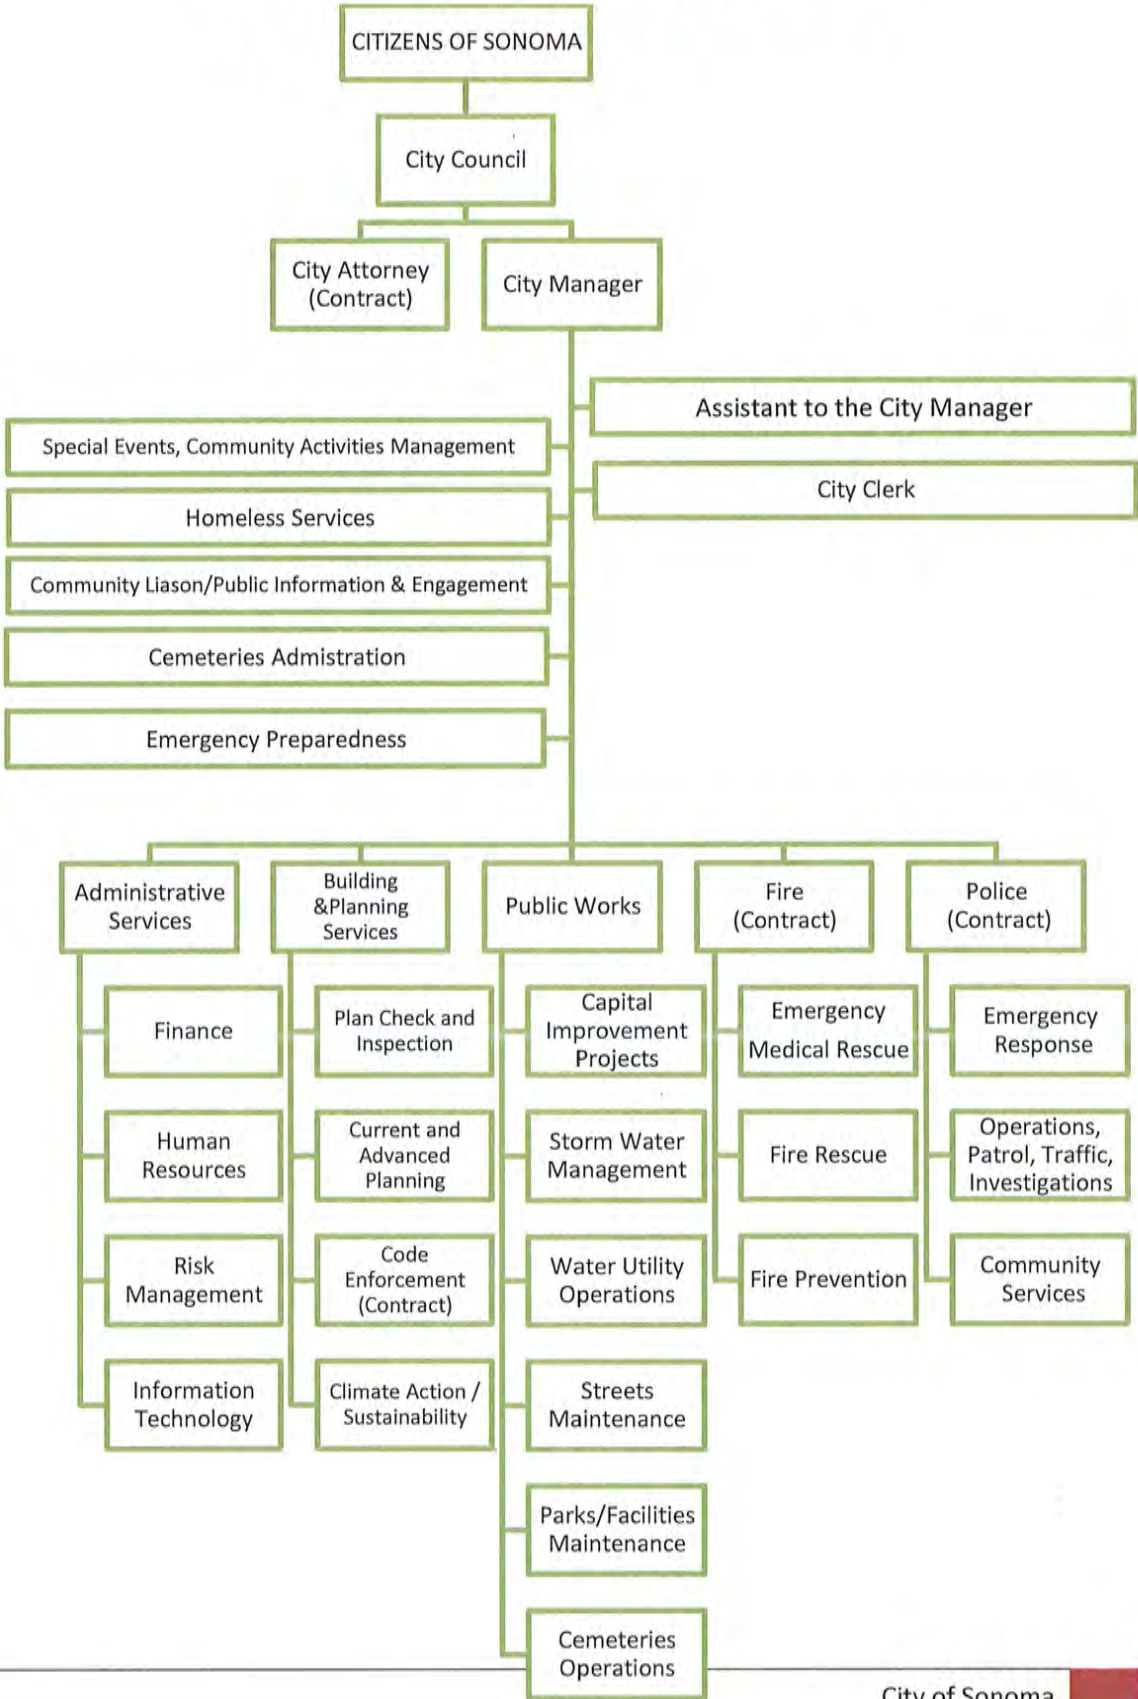 CITIZENS OF SONOMA
City Council
City Attorney
(Contract)
City Manager
Assistant to the City Manager
Special Events, Community Activities Management
City Clerk
Homeless Services
Community Liason/Public Information & Engagement
Cemeteries Admistration
Emergency Preparedness
Administrative
Services
Building
&Planning
Services
Public Works
Fire
(Contract)
Police
(Contract)
Finance
Human
Resources
Risk
Management
Information
Technology
Plan Check and
Inspection
Current and
Advanced
Planning
Code
Enforcement
(Contract)
Climate Action /
Sustainability
Capital
Improvement
Projects
Storm Water
Management
Water Utility
Operations
Streets
Maintenance
Parks/Facilities
Maintenance
Cemeteries
Operations
Emergency
Medical Rescue
Fire Rescue
Fire Prevention
Emergency
Response
Operations,
Patrol, Traffic,
Investigations
Community
Services
City of Sonoma